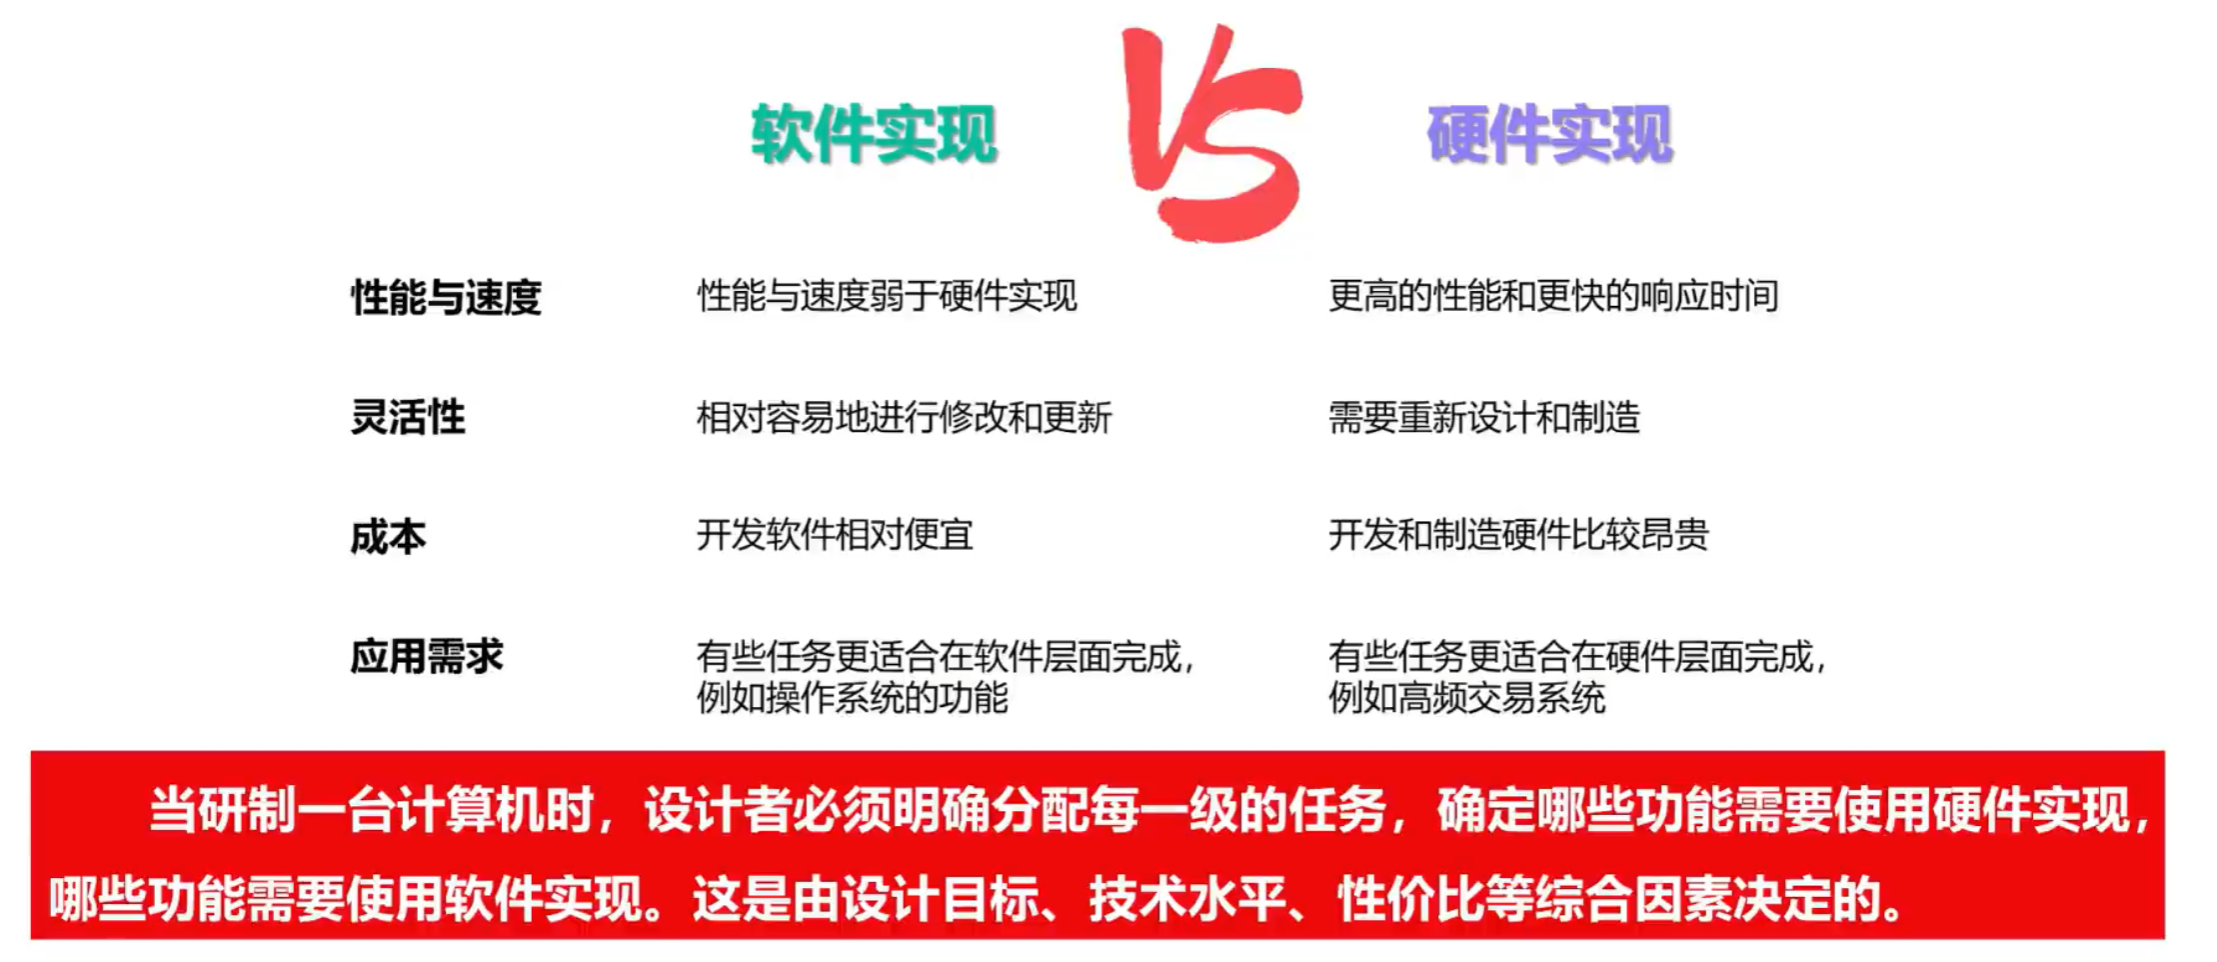 软件实现 VS 硬件实现
性能与速度 性能与速度弱于硬件实现 更高的性能和更快的响应时间
灵活性 相对容易地进行修改和更新 需要重新设计和制造
成本 开发软件相对便宜 开发和制造硬件比较昂贵
应用需求 有些任务更适合在软件层面完成， 有些任务更适合在硬件层面完成，
例如操作系统的功能 例如高频交易系统
当研制一台计算机时，设计者必须明确分配每一级的任务，确定哪些功能需要使用硬件实现，
哪些功能需要使用软件实现。这是由设计目标、技术水平、性价比等综合因素决定的。